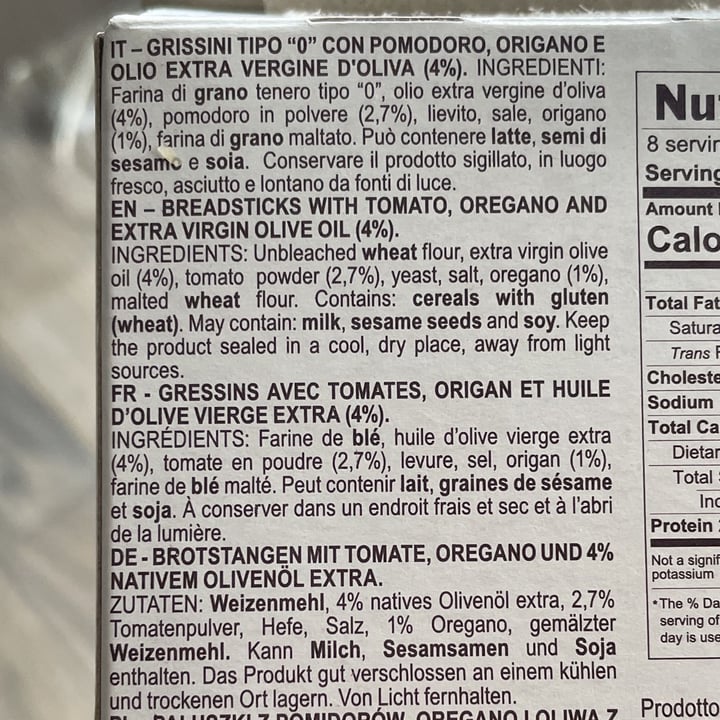 IT – GRISSINI TIPO “0” CON POMODORO, ORIGANO E
OLIO EXTRA VERGINE D'OLIVA (4%). INGREDIENTI:
Farina di grano tenero tipo “0”, olio extra vergine d’oliva
(4%), pomodoro in polvere (2,7%), lievito, sale, origano
(1%), farina di grano maltato. Può contenere latte, semi di
sesamo e soia. Conservare il prodotto sigillato, in luogo
fresco, asciutto e lontano da fonti di luce.
EN – BREADSTICKS WITH TOMATO, OREGANO AND
EXTRA VIRGIN OLIVE OIL (4%).
INGREDIENTS: Unbleached wheat flour, extra virgin olive
oil (4%), tomato powder (2,7%), yeast, salt, oregano (1%),
malted wheat flour. Contains: cereals with gluten
(wheat). May contain: milk, sesame seeds and soy. Keep
the product sealed in a cool, dry place, away from light
sources.
FR - GRESSINS AVEC TOMATES, ORIGAN ET HUILE
D’OLIVE VIERGE EXTRA (4%).
INGRÉDIENTS: Farine de blé, huile d’olive vierge extra
(4%), tomate en poudre (2,7%), levure, sel, origan (1%),
farine de blé malté. Peut contenir lait, graines de sésame
et soja. À conserver dans un endroit frais et sec et à l’abri
de la lumière.
DE - BROTSTANGEN MIT TOMATE, OREGANO UND 4%
NATIVEM OLIVENÖL EXTRA.
ZUTATEN: Weizenmehl, 4% natives Olivenöl extra, 2,7%
Tomatenpulver, Hefe, Salz, 1% Oregano, gemälzter
Weizenmehl. Kann Milch, Sesamsamen und Soja
enthalten. Das Produkt gut verschlossen an einem kühlen
und trockenen Ort lagern. Von Licht fernhalten.
PALUSZKI Z POMIDORÓW, OREGANO I OLIWA Z
Nu
8 servin
Serving
Amount
Calo
Total Fat
Satura
Trans F
Choleste
Sodium
Total Ca
Dietar
Total
Inc
Protein
Not a signif
potassium
*The % Da
serving of
day is use
Prodotto